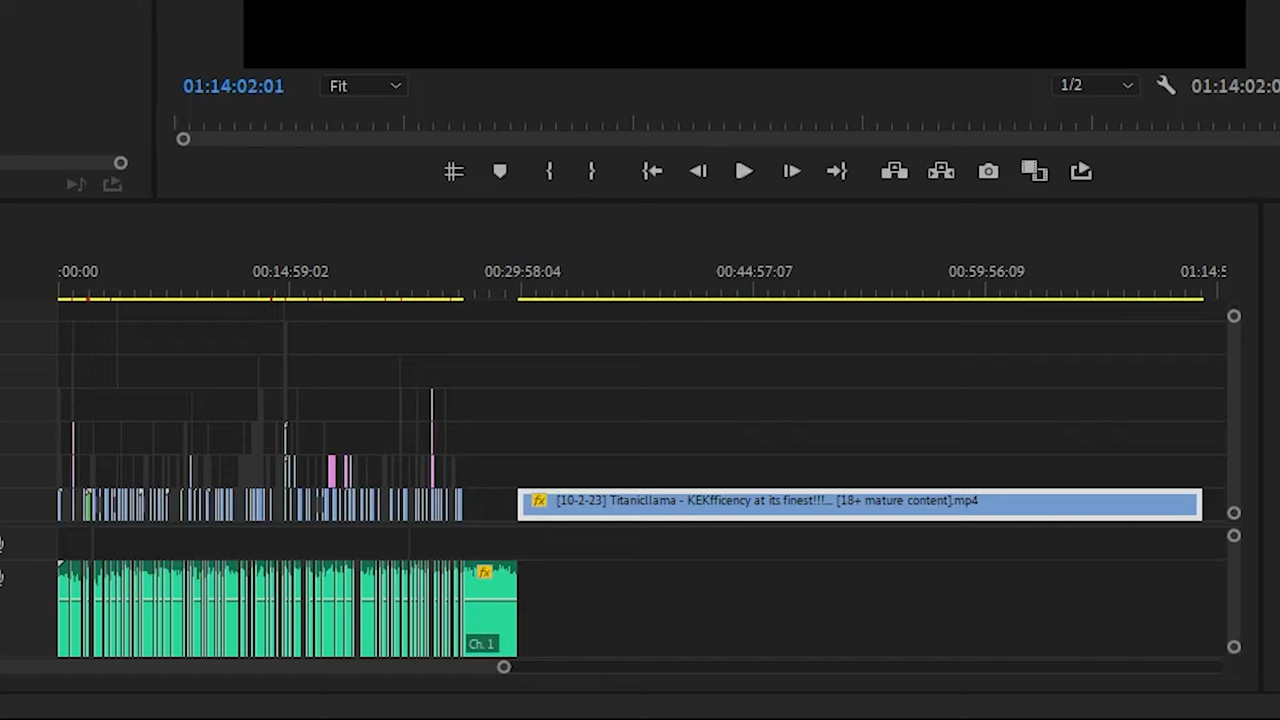 01:14:02:01 Fit 1/2 01:14:02:0
:00:00 00:14:59:02 00:29:58:04 00:44:57:07 00:59:56:09 01:14:5
fx [10-2-23] Titanicllama - KEKfficency at its finest!!!... [18+ mature content].mp4
fx
Ch. 1